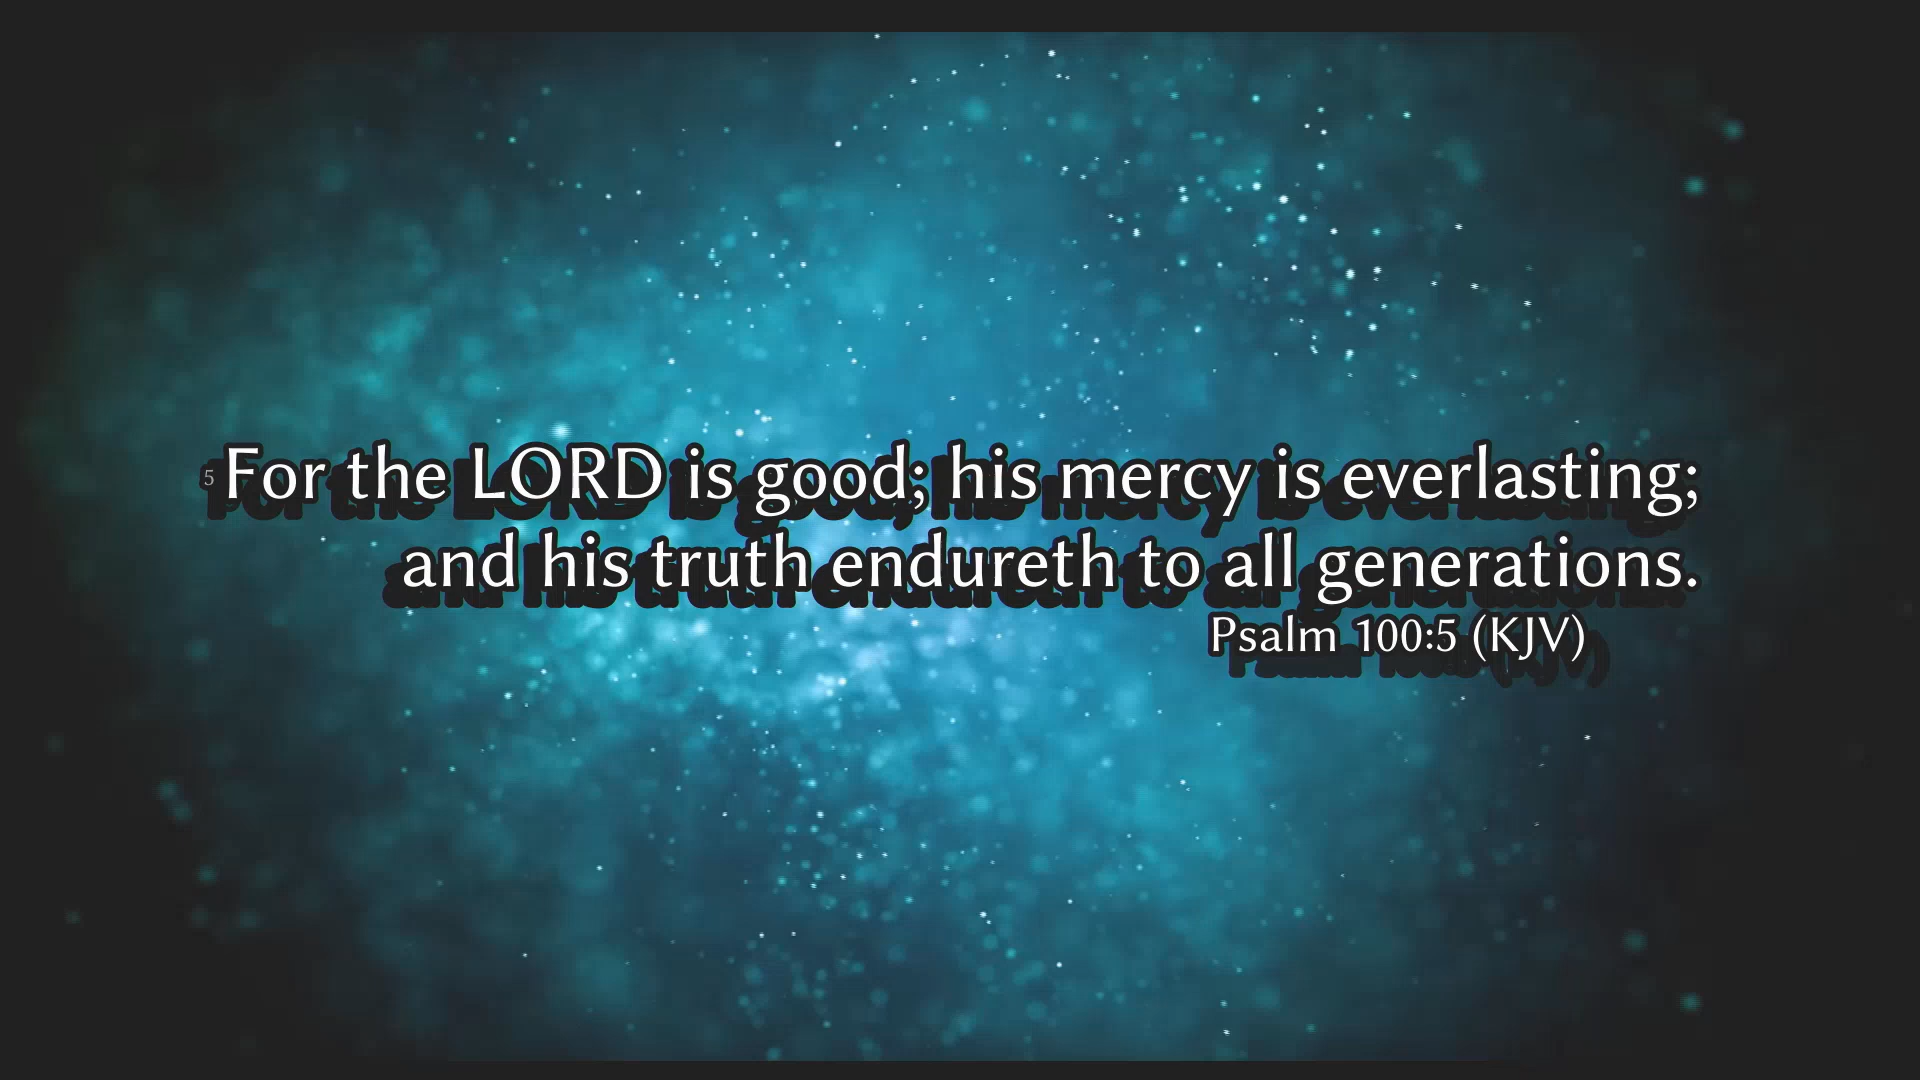 5 For the LORD is good; his mercy is everlasting;
and his truth endureth to all generations.
Psalm 100:5 (KJV)